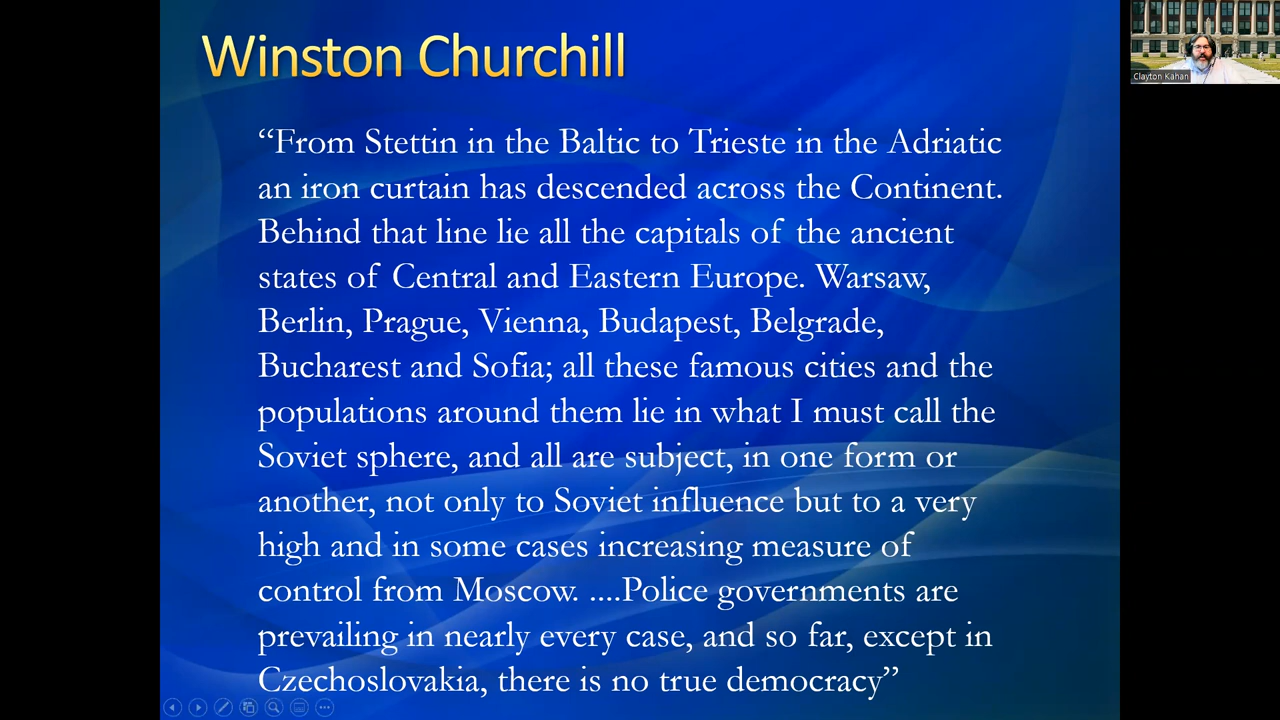 Winston Churchill
“From Stettin in the Baltic to Trieste in the Adriatic
an iron curtain has descended across the Continent.
Behind that line lie all the capitals of the ancient
states of Central and Eastern Europe. Warsaw,
Berlin, Prague, Vienna, Budapest, Belgrade,
Bucharest and Sofia; all these famous cities and the
populations around them lie in what I must call the
Soviet sphere, and all are subject, in one form or
another, not only to Soviet influence but to a very
high and in some cases increasing measure of
control from Moscow. ....Police governments are
prevailing in nearly every case, and so far, except in
Czechoslovakia, there is no true democracy”
Clayton Kahan